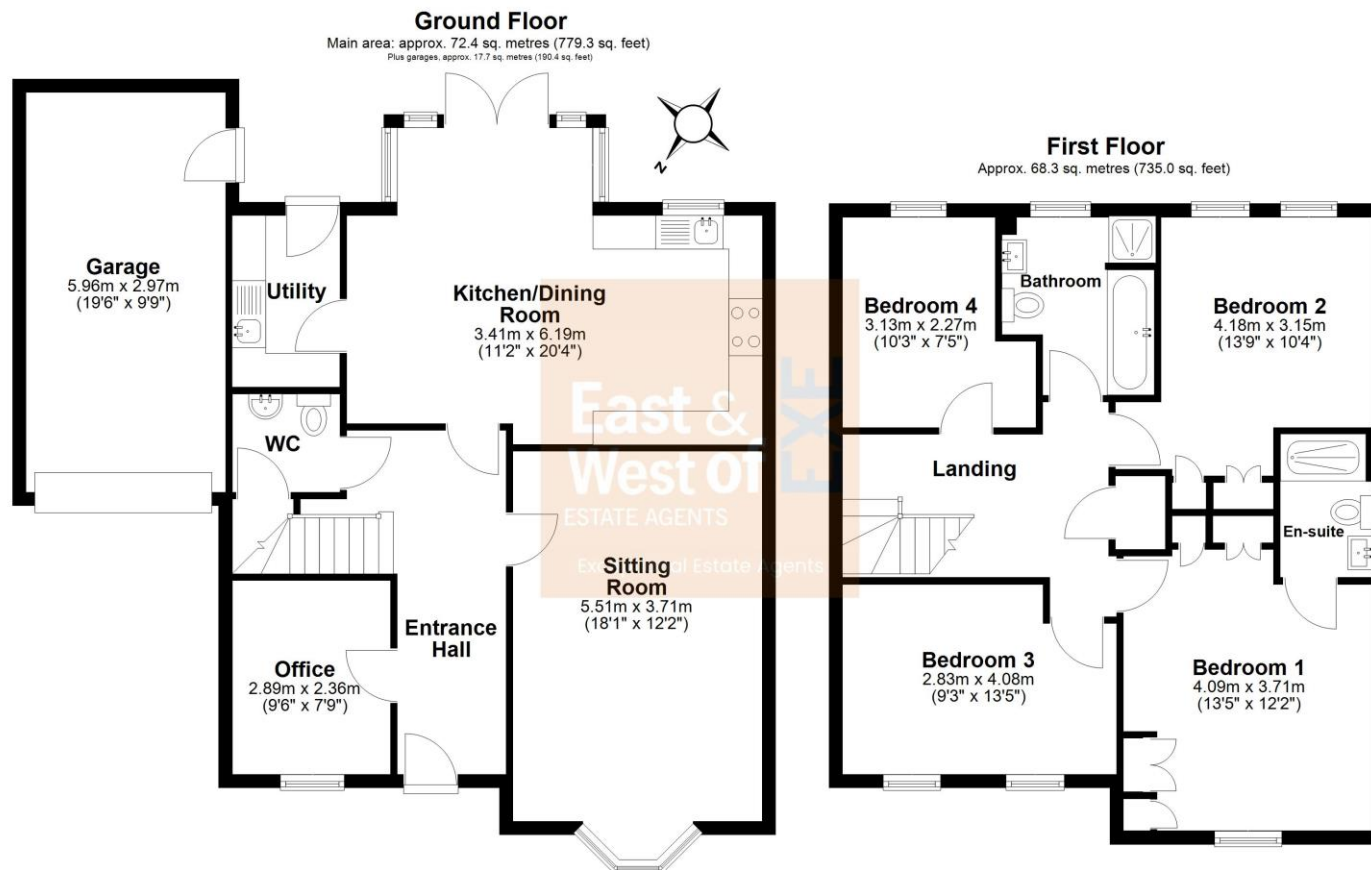 Ground Floor
Main area: approx. 72.4 sq. metres (779.3 sq. feet)
Plus garages, approx. 17.7 sq. metres (190.4 sq. feet)
N
Garage
5.96m x 2.97m
(19'6" x 9'9")
Utility
Kitchen/Dining
Room
3.41m x 6.19m
(11'2" x 20'4")
WC
Sitting
Room
5.51m x 3.71m
(18'1" x 12'2")
Entrance
Hall
Office
2.89m x 2.36m
(9'6" x 7'9")
East &
West of
EXE
ESTATE AGENTS
First Floor
Approx. 68.3 sq. metres (735.0 sq. feet)
Bedroom 4
3.13m x 2.27m
(10'3" x 7'5")
Bathroom
Bedroom 2
4.18m x 3.15m
(13'9" x 10'4")
Landing
En-suite
Bedroom 3
2.83m x 4.08m
(9'3" x 13'5")
Bedroom 1
4.09m x 3.71m
(13'5" x 12'2")
Estate Agents